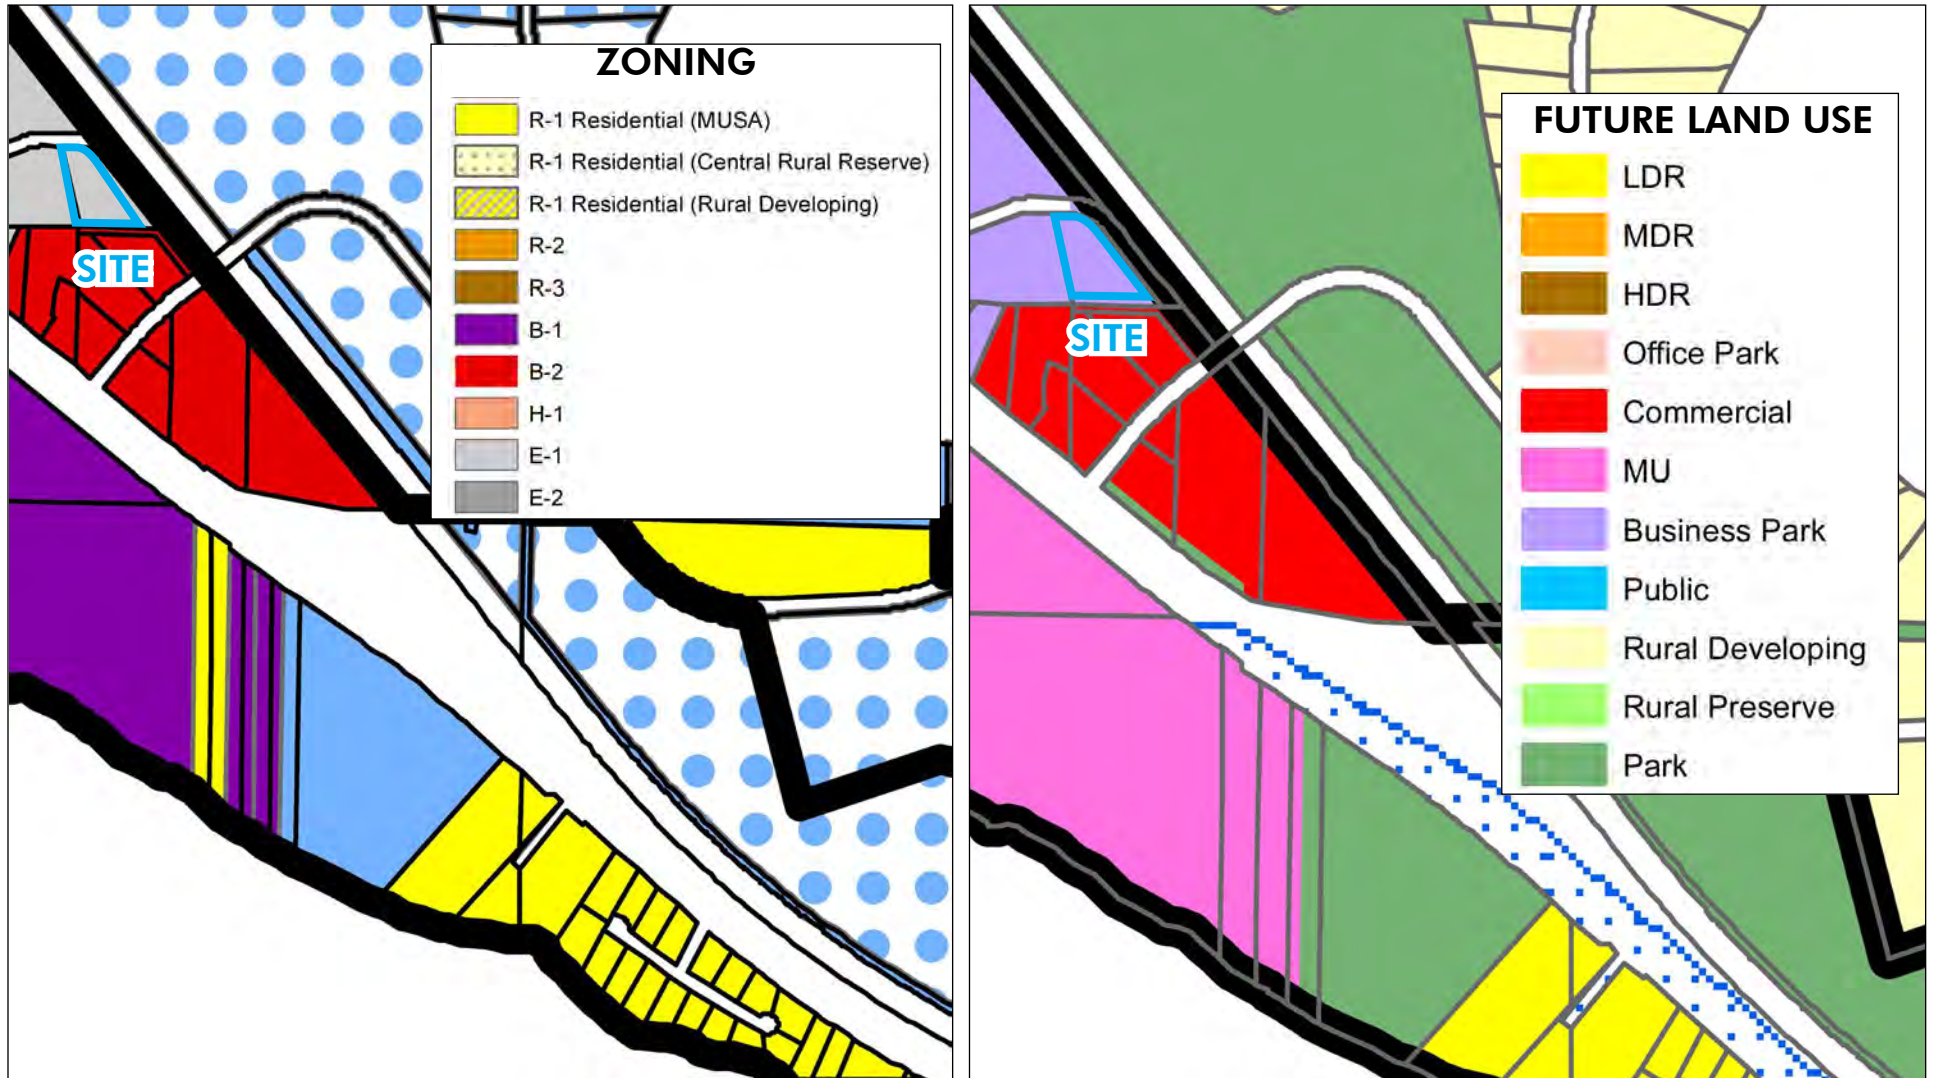 ZONING
R-1 Residential (MUSA)
R-1 Residential (Central Rural Reserve)
R-1 Residential (Rural Developing)
R-2
R-3
B-1
B-2
H-1
E-1
E-2
SITE
FUTURE LAND USE
LDR
MDR
HDR
Office Park
Commercial
MU
Business Park
Public
Rural Developing
Rural Preserve
Park
SITE